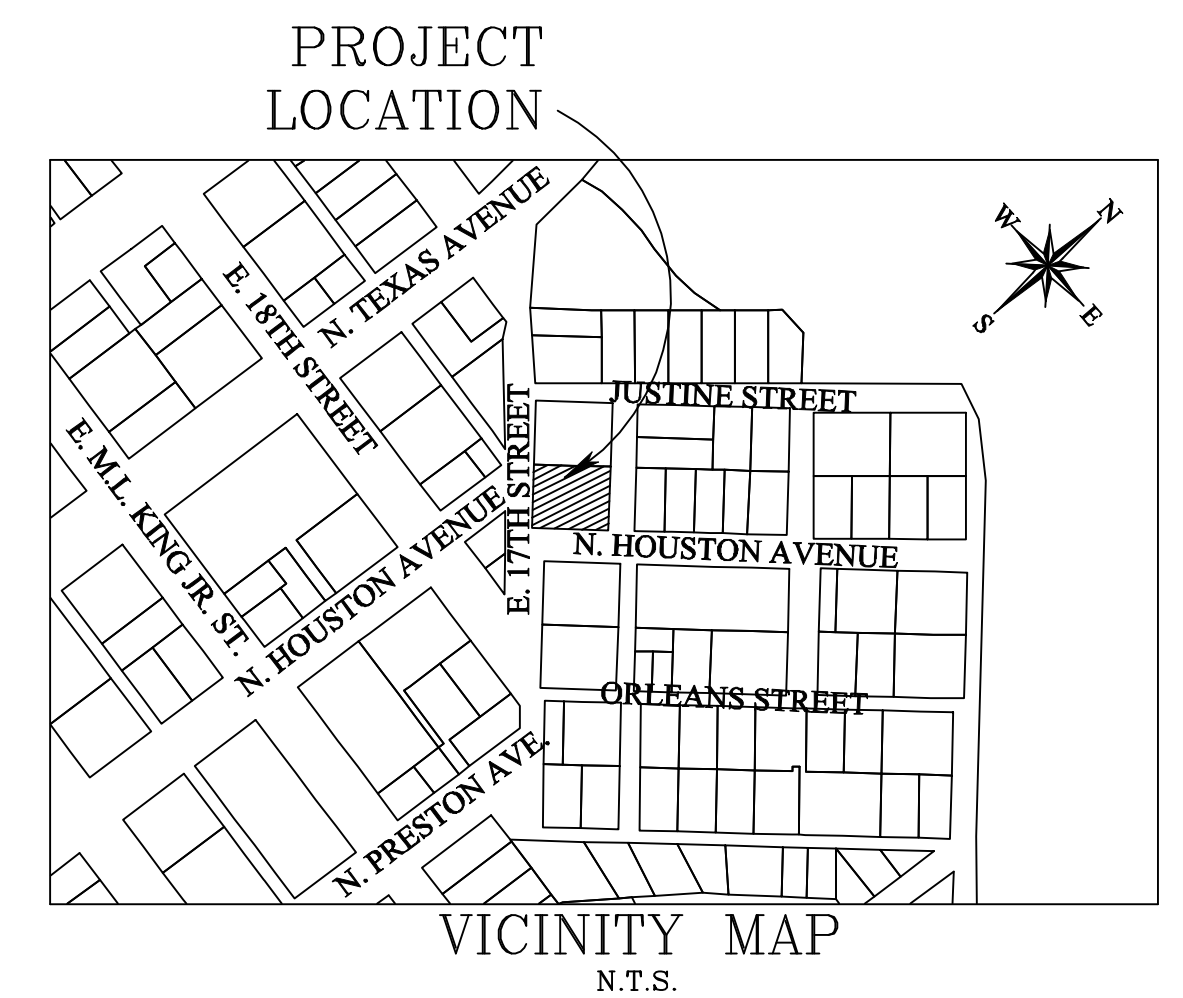 PROJECT
LOCATION
N. TEXAS AVENUE
W
N
S
E
E. 18TH STREET
JUSTINE STREET
E. 17TH STREET
E. M.L. KING JR. ST.
N. HOUSTON AVENUE
N. HOUSTON AVENUE
ORLEANS STREET
N. PRESTON AVE.
VICINITY MAP
N.T.S.